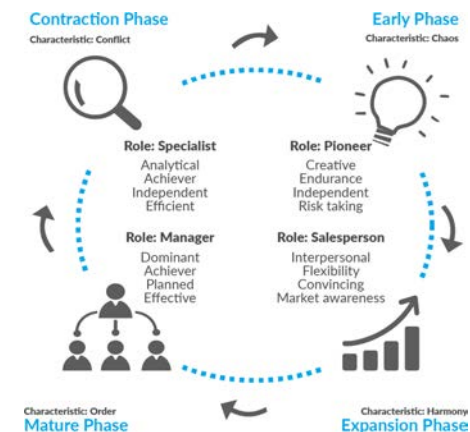 Contraction Phase
Characteristic: Conflict
Early Phase
Characteristic: Chaos
Role: Specialist
Analytical
Achiever
Independent
Efficient
Role: Pioneer
Creative
Endurance
Independent
Risk taking
Role: Manager
Dominant
Achiever
Planned
Effective
Role: Salesperson
Interpersonal
Flexibility
Convincing
Market awareness
Characteristic: Order
Mature Phase
Characteristic: Harmony
Expansion Phase